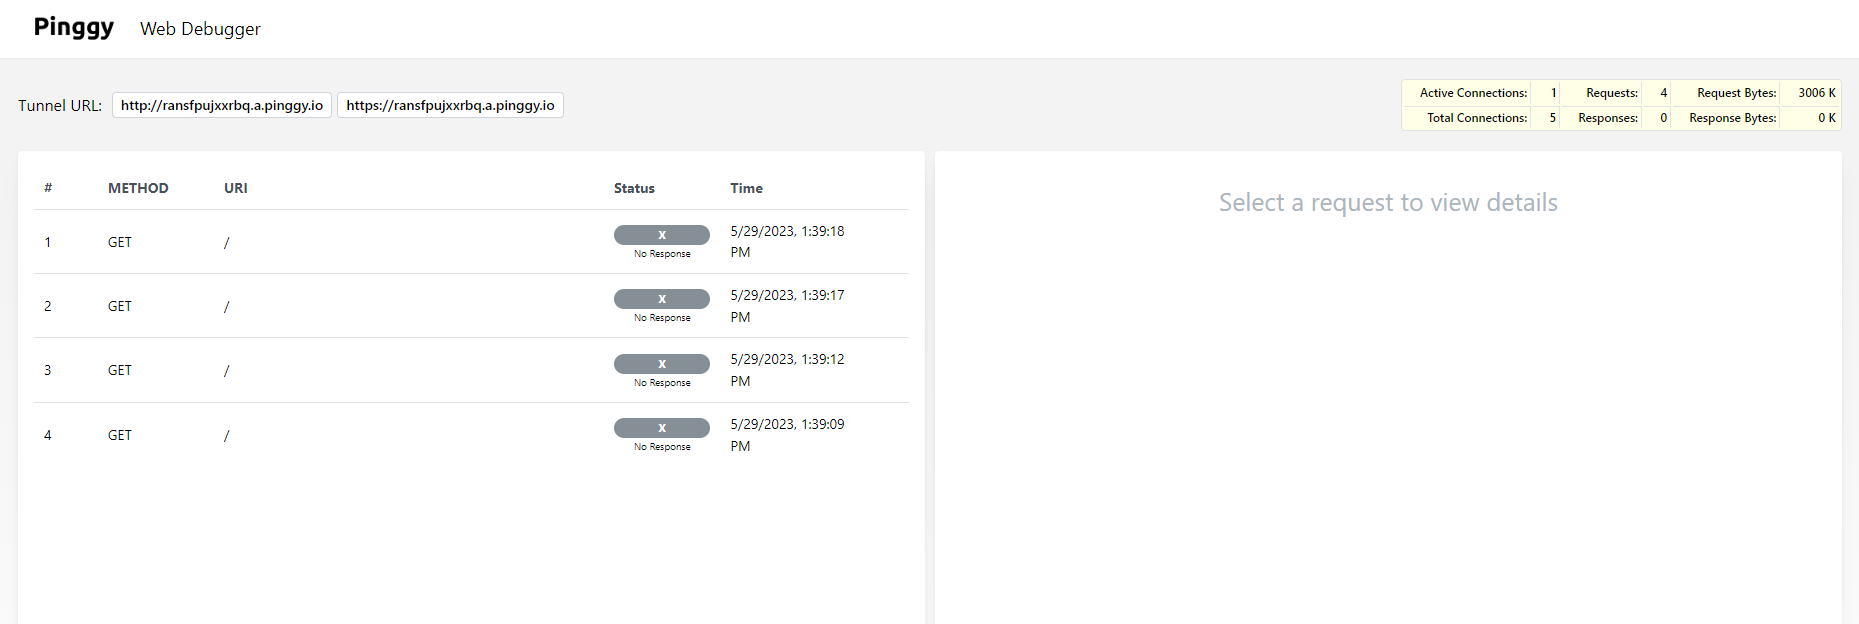 Pinggy Web Debugger
Tunnel URL: http://ransfpujxxrbq.a.pinggy.io https://ransfpujxxrbq.a.pinggy.io
Active Connections: 1 Requests: 4 Request Bytes: 3006 K
Total Connections: 5 Responses: 0 Response Bytes: 0 K
# METHOD URI Status Time
1 GET / X 5/29/2023, 1:39:18
No Response PM
2 GET / X 5/29/2023, 1:39:17
No Response PM
3 GET / X 5/29/2023, 1:39:12
No Response PM
4 GET / X 5/29/2023, 1:39:09
No Response PM
Select a request to view details